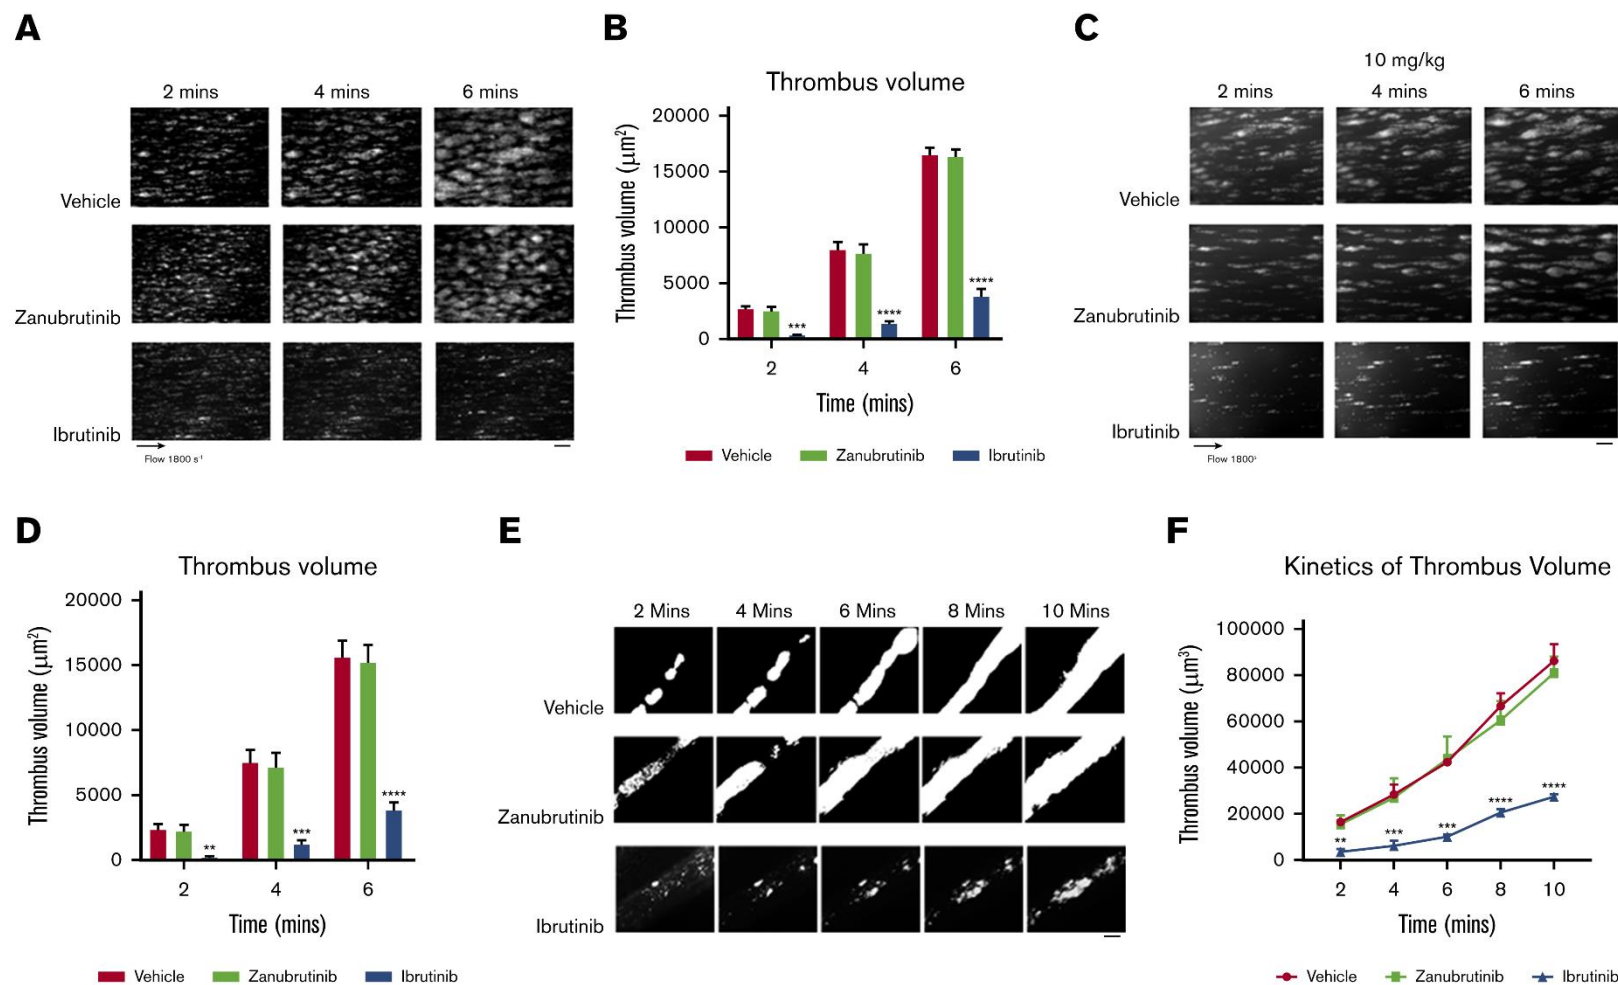 A
2 mins 4 mins 6 mins
Vehicle
Zanubrutinib
Ibrutinib
Flow 1800 s⁻¹
B
Thrombus volume
Thrombus volume (μm²)
20000
15000
10000
5000
0
***
****
****
2 4 6
Time (mins)
Vehicle Zanubrutinib Ibrutinib
C
10 mg/kg
2 mins 4 mins 6 mins
Vehicle
Zanubrutinib
Ibrutinib
Flow 1800ˢ
D
Thrombus volume
Thrombus volume (μm²)
20000
15000
10000
5000
0
**
***
****
2 4 6
Time (mins)
Vehicle Zanubrutinib Ibrutinib
E
2 Mins 4 Mins 6 Mins 8 Mins 10 Mins
Vehicle
Zanubrutinib
Ibrutinib
F
Kinetics of Thrombus Volume
Thrombus volume (μm³)
100000
80000
60000
40000
20000
0
**
***
***
****
****
2 4 6 8 10
Time (mins)
Vehicle Zanubrutinib Ibrutinib